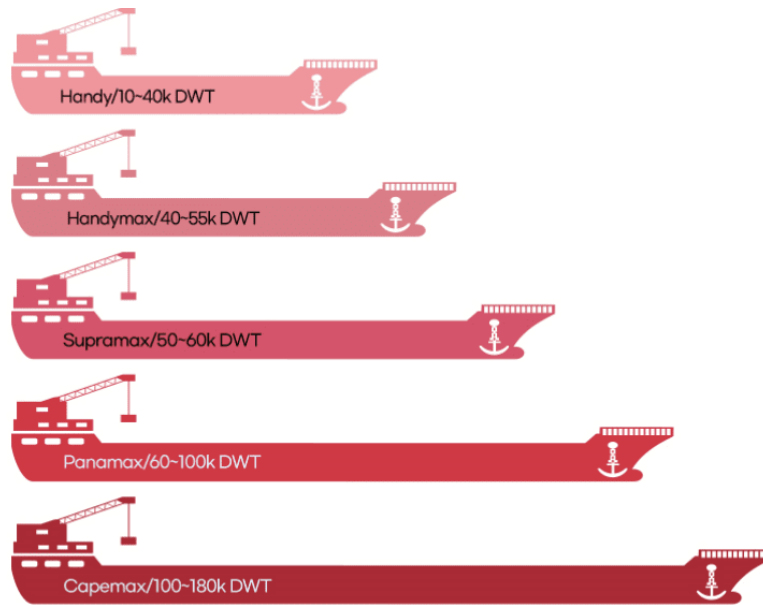 Handy/10~40k DWT
Handymax/40~55k DWT
Supramax/50~60k DWT
Panamax/60~100k DWT
Capemax/100~180k DWT